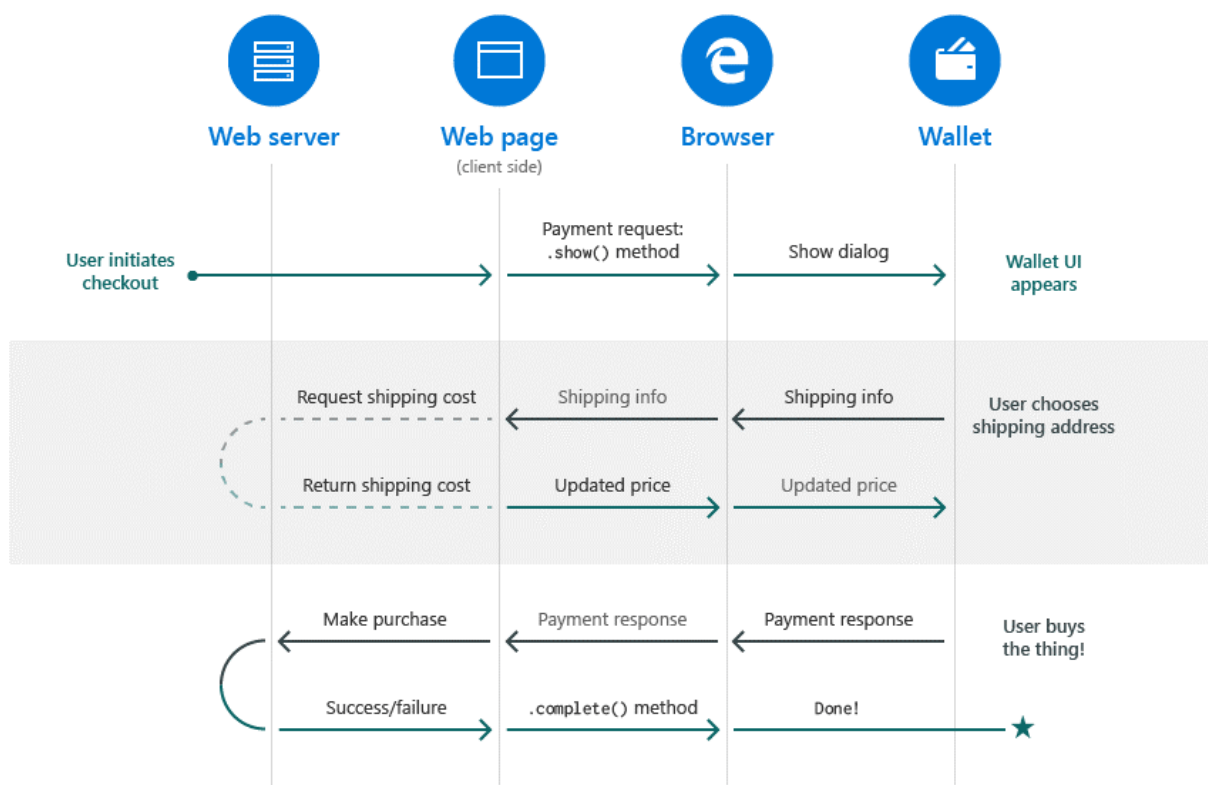 Web server
Web page
(client side)
Browser
Wallet
User initiates
checkout
Payment request:
.show() method
Show dialog
Wallet UI
appears
Request shipping cost
Shipping info
Shipping info
User chooses
shipping address
Return shipping cost
Updated price
Updated price
Make purchase
Payment response
Payment response
User buys
the thing!
Success/failure
.complete() method
Done!